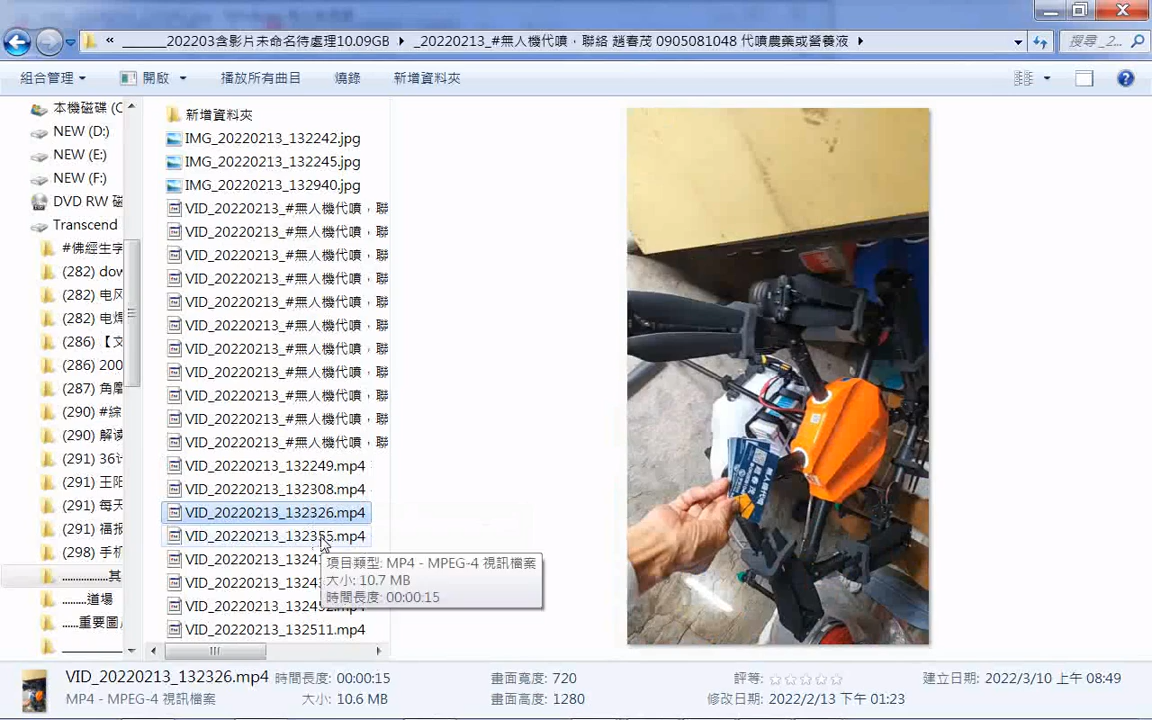 « ______202203含影片未命名待處理10.09GB ▸ _20220213_#無人機代噴，聯絡 趙春茂 0905081048 代噴農藥或營養液 ▸
搜尋 _2...
組合管理 ▾ 開啟 ▾ 播放所有曲目 燒錄 新增資料夾
本機磁碟 (C
NEW (D:)
NEW (E:)
NEW (F:)
DVD RW 磁
Transcend
#佛經生字
(282) dow
(282) 电风
(282) 电焊
(286)【文
(286) 200
(287) 角磨
(290) #綜
(290) 解读
(291) 36计
(291) 王阳
(291) 每天
(291) 福报
(298) 手机
................其
.........道場
......重要圖
新增資料夾
IMG_20220213_132242.jpg
IMG_20220213_132245.jpg
IMG_20220213_132940.jpg
VID_20220213_#無人機代噴，聯
VID_20220213_#無人機代噴，聯
VID_20220213_#無人機代噴，聯
VID_20220213_#無人機代噴，聯
VID_20220213_#無人機代噴，聯
VID_20220213_#無人機代噴，聯
VID_20220213_#無人機代噴，聯
VID_20220213_#無人機代噴，聯
VID_20220213_#無人機代噴，聯
VID_20220213_#無人機代噴，聯
VID_20220213_#無人機代噴，聯
VID_20220213_132249.mp4
VID_20220213_132308.mp4
VID_20220213_132326.mp4
VID_20220213_132355.mp4
VID_20220213_1324
VID_20220213_1324
VID_20220213_1324
VID_20220213_132511.mp4
項目類型: MP4 - MPEG-4 視訊檔案
大小: 10.7 MB
時間長度: 00:00:15
VID_20220213_132326.mp4 時間長度: 00:00:15 畫面寬度: 720 評等: ☆☆☆☆☆ 建立日期: 2022/3/10 上午 08:49
MP4 - MPEG-4 視訊檔案 大小: 10.6 MB 畫面高度: 1280 修改日期: 2022/2/13 下午 01:23